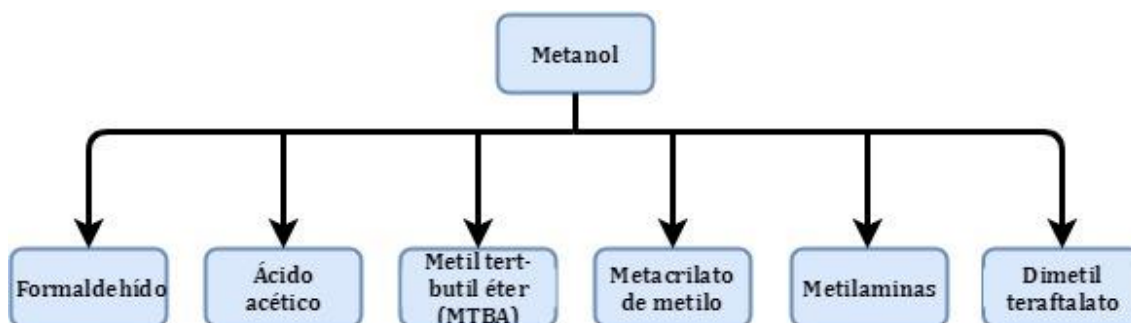 Metanol
Formaldehído
Ácido
acético
Metil tert-
butil éter
(MTBA)
Metacrilato
de metilo
Metilaminas
Dimetil
teraftalato